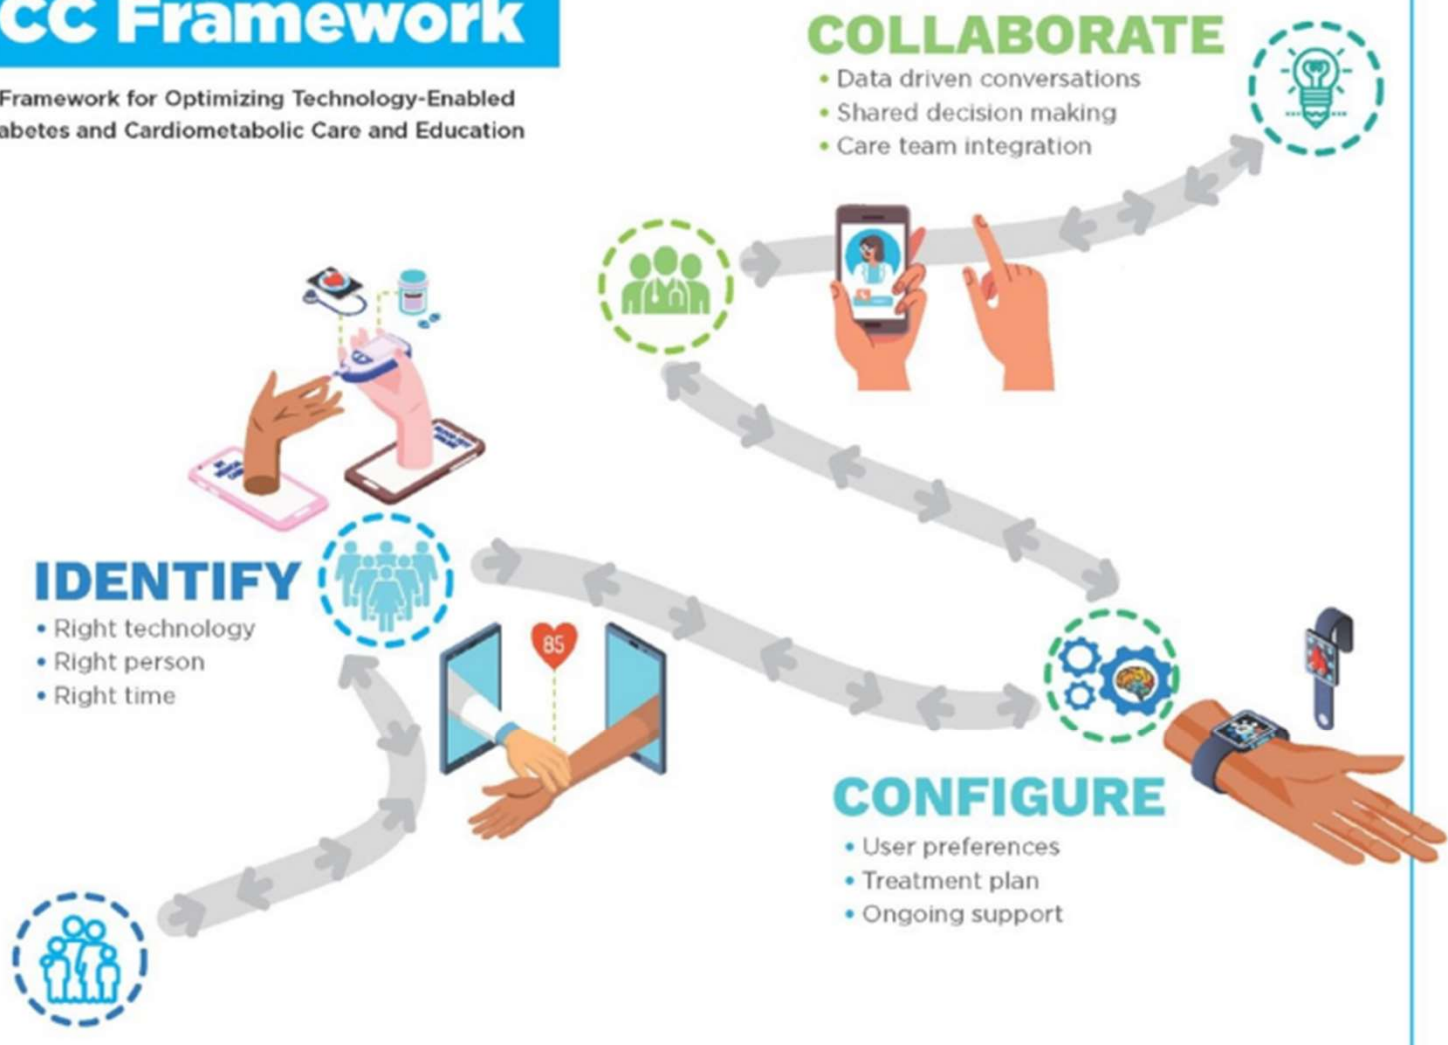 CC Framework
Framework for Optimizing Technology-Enabled
abetes and Cardiometabolic Care and Education
COLLABORATE
• Data driven conversations
• Shared decision making
• Care team integration
IDENTIFY
• Right technology
• Right person
• Right time
85
CONFIGURE
• User preferences
• Treatment plan
• Ongoing support